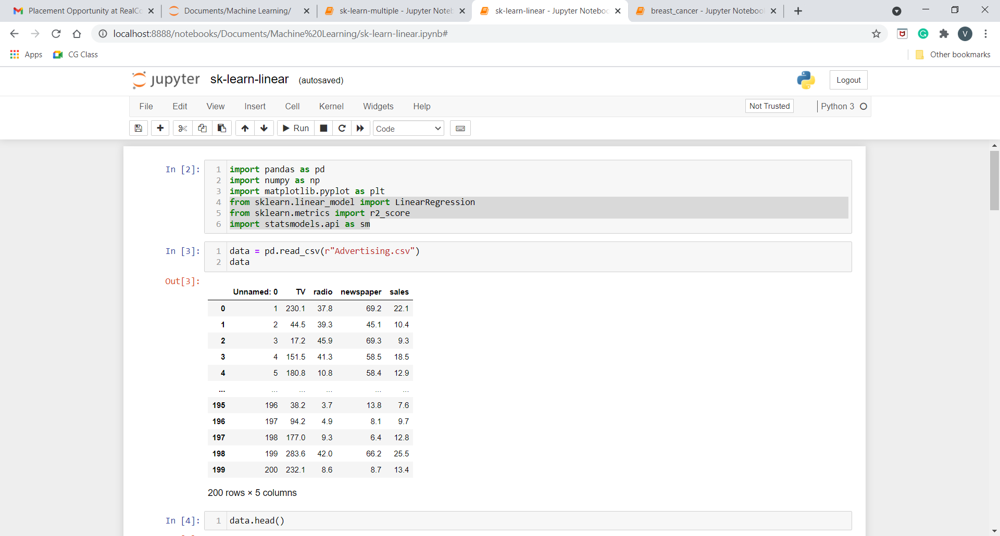 Placement Opportunity at RealCo
Documents/Machine Learning/
sk-learn-multiple - Jupyter Noteb
sk-learn-linear - Jupyter Noteboo
breast_cancer - Jupyter Notebook
localhost:8888/notebooks/Documents/Machine%20Learning/sk-learn-linear.ipynb#
V
Apps CG Class Other bookmarks
jupyter sk-learn-linear (autosaved) Logout
File Edit View Insert Cell Kernel Widgets Help Not Trusted Python 3
Run Code
In [2]: 1 import pandas as pd
2 import numpy as np
3 import matplotlib.pyplot as plt
4 from sklearn.linear_model import LinearRegression
5 from sklearn.metrics import r2_score
6 import statsmodels.api as sm
In [3]: 1 data = pd.read_csv(r"Advertising.csv")
2 data
Out[3]:
Unnamed: 0 TV radio newspaper sales
0 1 230.1 37.8 69.2 22.1
1 2 44.5 39.3 45.1 10.4
2 3 17.2 45.9 69.3 9.3
3 4 151.5 41.3 58.5 18.5
4 5 180.8 10.8 58.4 12.9
... ... ... ... ... ...
195 196 38.2 3.7 13.8 7.6
196 197 94.2 4.9 8.1 9.7
197 198 177.0 9.3 6.4 12.8
198 199 283.6 42.0 66.2 25.5
199 200 232.1 8.6 8.7 13.4
200 rows × 5 columns
In [4]: 1 data.head()